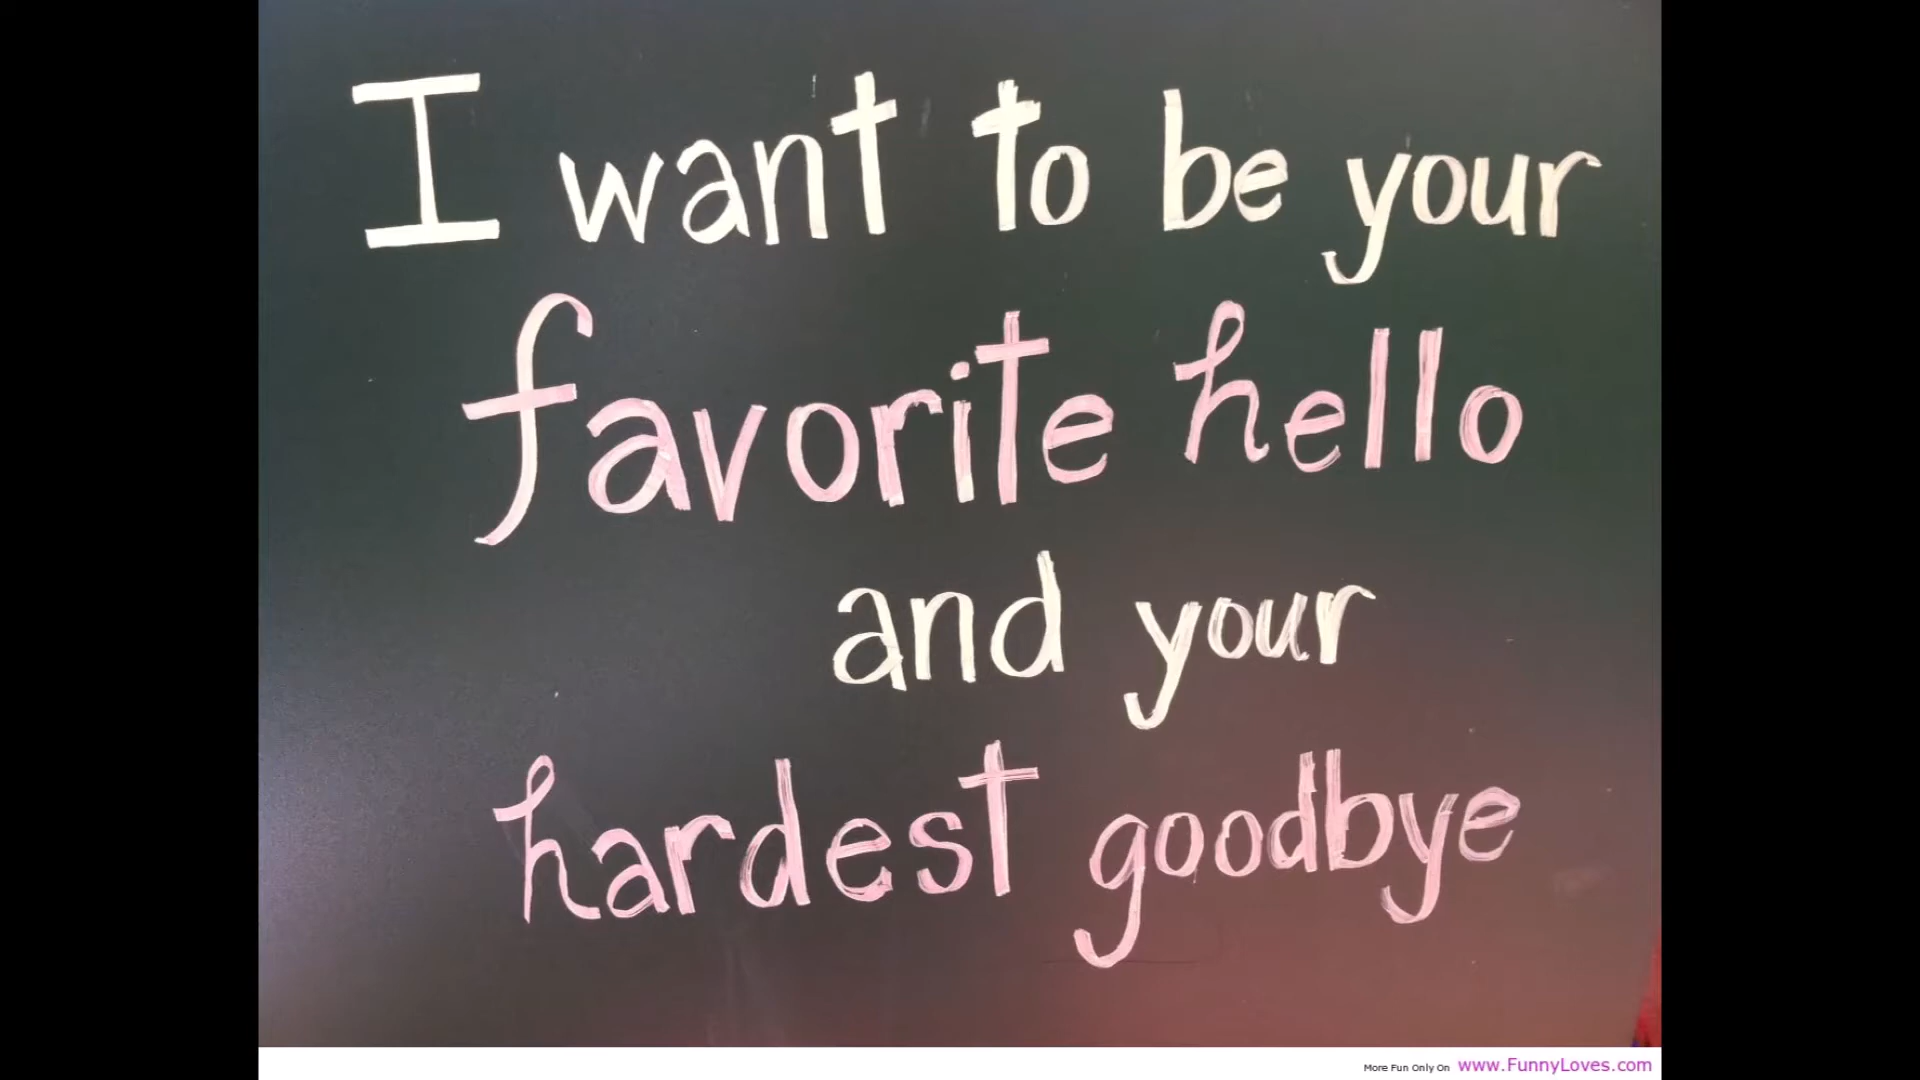 I want to be your
favorite hello
and your
hardest goodbye
More Fun Only On www.FunnyLoves.com